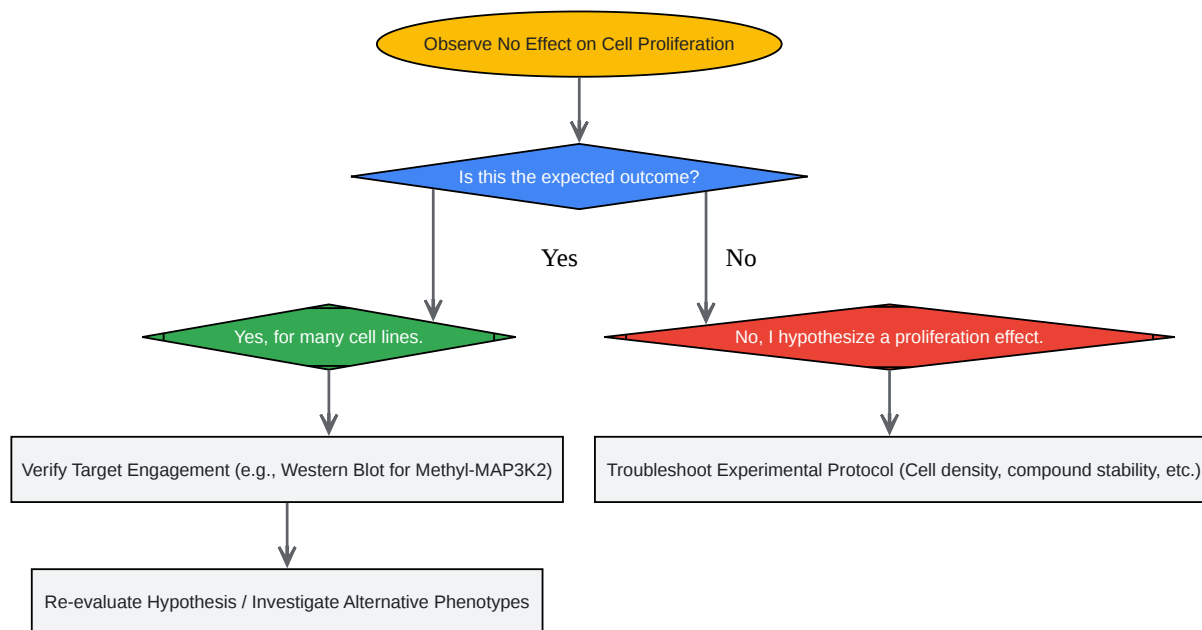 Observe No Effect on Cell Proliferation
Is this the expected outcome?
Yes
No
Yes, for many cell lines.
No, I hypothesize a proliferation effect.
Verify Target Engagement (e.g., Western Blot for Methyl-MAP3K2)
Troubleshoot Experimental Protocol (Cell density, compound stability, etc.)
Re-evaluate Hypothesis / Investigate Alternative Phenotypes